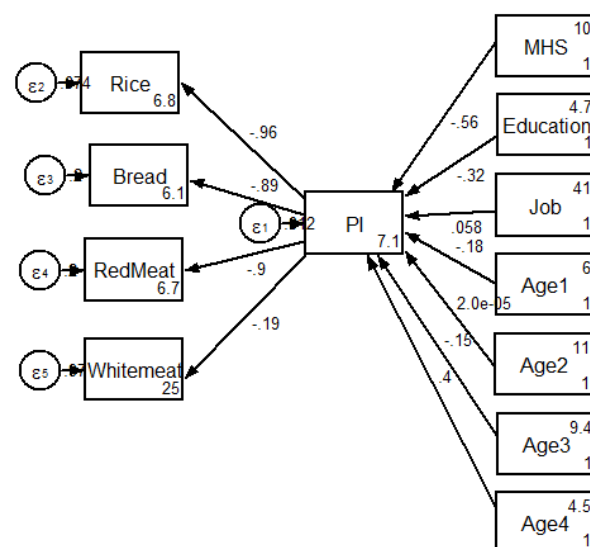 MHS
10
1
ε2
Rice
6.8
-.96
-.56
Education
4.7
1
-.32
ε3
Bread
6.1
-.89
ε1
PI
7.1
Job
41
1
.058
-.18
ε4
RedMeat
6.7
-.9
Age1
6
1
2.0e-05
-.19
-.15
Age2
11
1
ε5
Whitemeat
25
.4
Age3
9.4
1
Age4
4.5
1